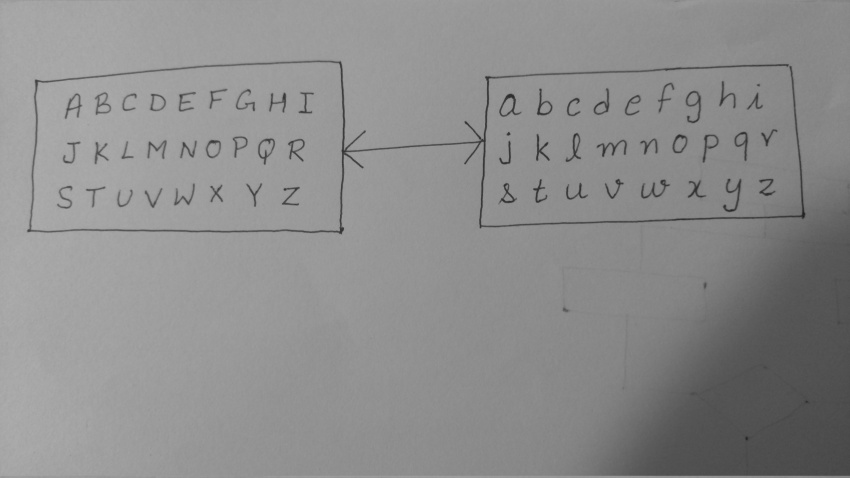 A B C D E F G H I
J K L M N O P Q R
S T U V W X Y Z
a b c d e f g h i
j k l m n o p q r
s t u v w x y z